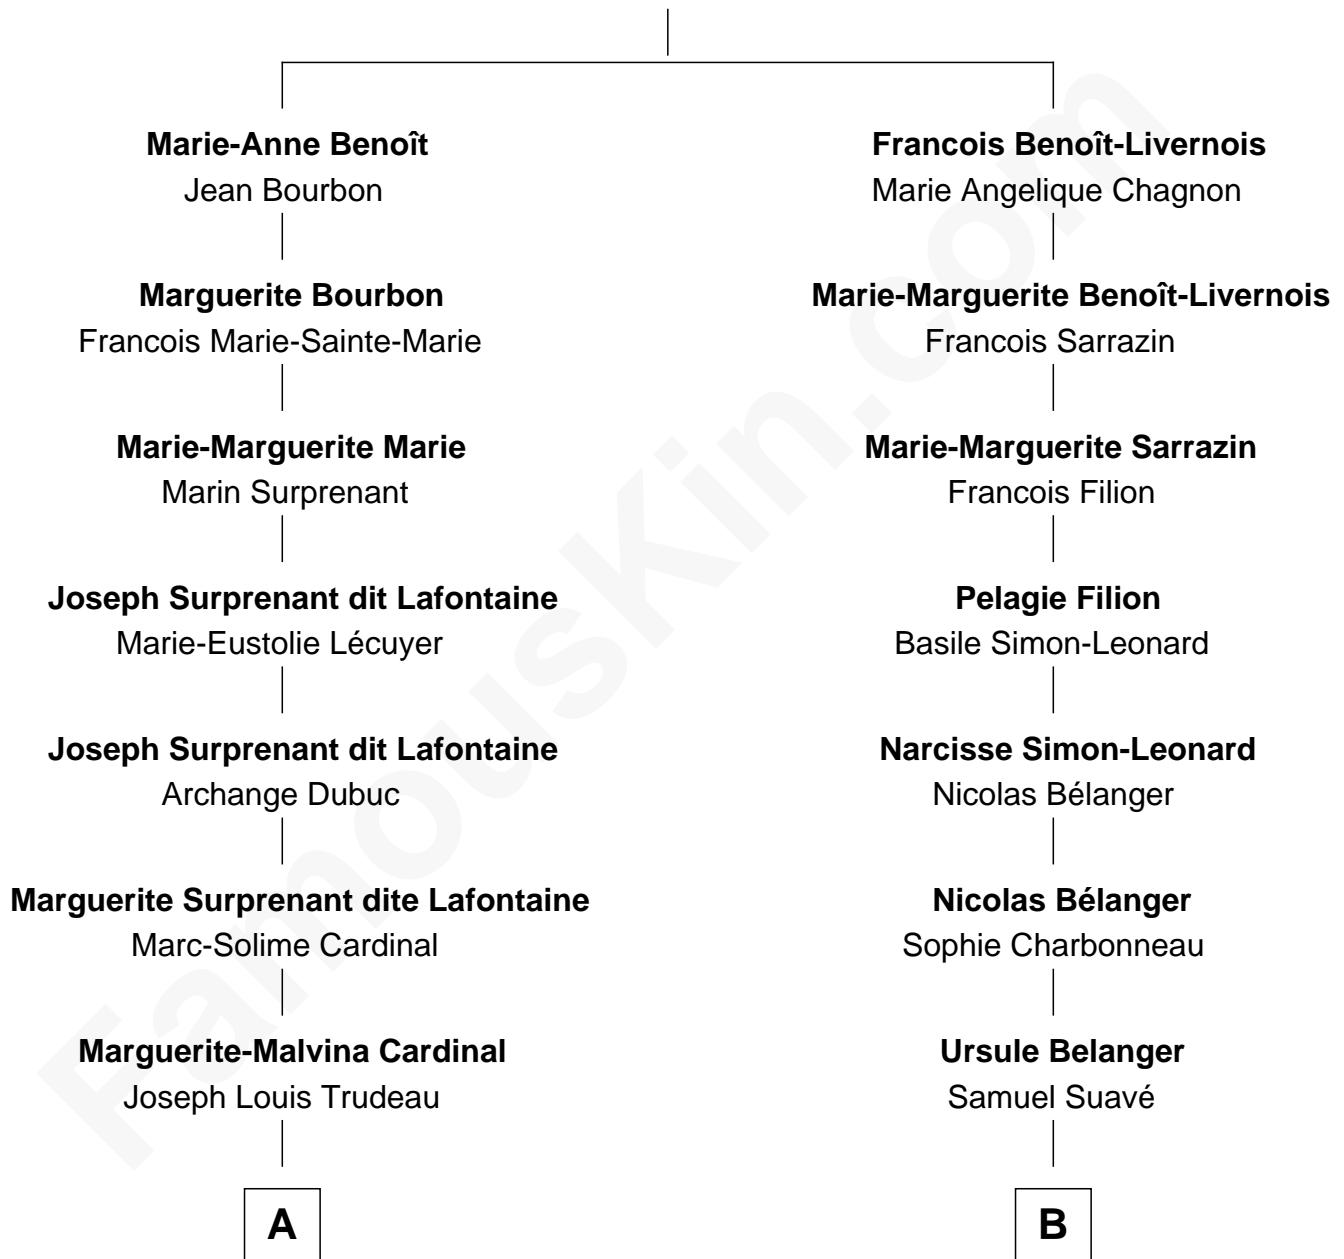 Marie-Anne Benoît
Jean Bourbon
Marguerite Bourbon
Francois Marie-Sainte-Marie
Marie-Marguerite Marie
Marin Surprenant
Joseph Surprenant dit Lafontaine
Marie-Eustolie Lécuyer
Joseph Surprenant dit Lafontaine
Archange Dubuc
Marguerite Surprenant dite Lafontaine
Marc-Solime Cardinal
Marguerite-Malvina Cardinal
Joseph Louis Trudeau
A
Francois Benoît-Livernois
Marie Angelique Chagnon
Marie-Marguerite Benoît-Livernois
Francois Sarrazin
Marie-Marguerite Sarrazin
Francois Filion
Pelagie Filion
Basile Simon-Leonard
Narcisse Simon-Leonard
Nicolas Bélanger
Nicolas Bélanger
Sophie Charbonneau
Ursule Belanger
Samuel Suavé
B
FamousKin.com